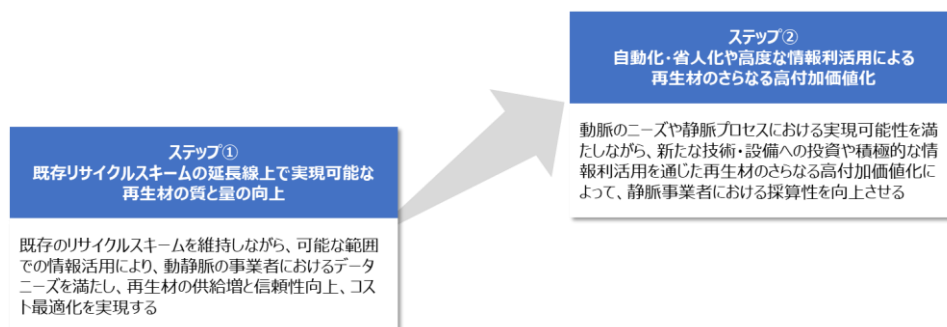 ステップ①
既存リサイクルスキームの延長線上で実現可能な
再生材の質と量の向上
既存のリサイクルスキームを維持しながら、可能な範囲
での情報活用により、動静脈の事業者におけるデータ
ニーズを満たし、再生材の供給増と信頼性向上、コス
ト最適化を実現する
ステップ②
自動化・省人化や高度な情報利活用による
再生材のさらなる高付加価値化
動脈のニーズや静脈プロセスにおける実現可能性を満
たしながら、新たな技術・設備への投資や積極的な情
報利活用を通じた再生材のさらなる高付加価値化に
よって、静脈事業者における採算性を向上させる